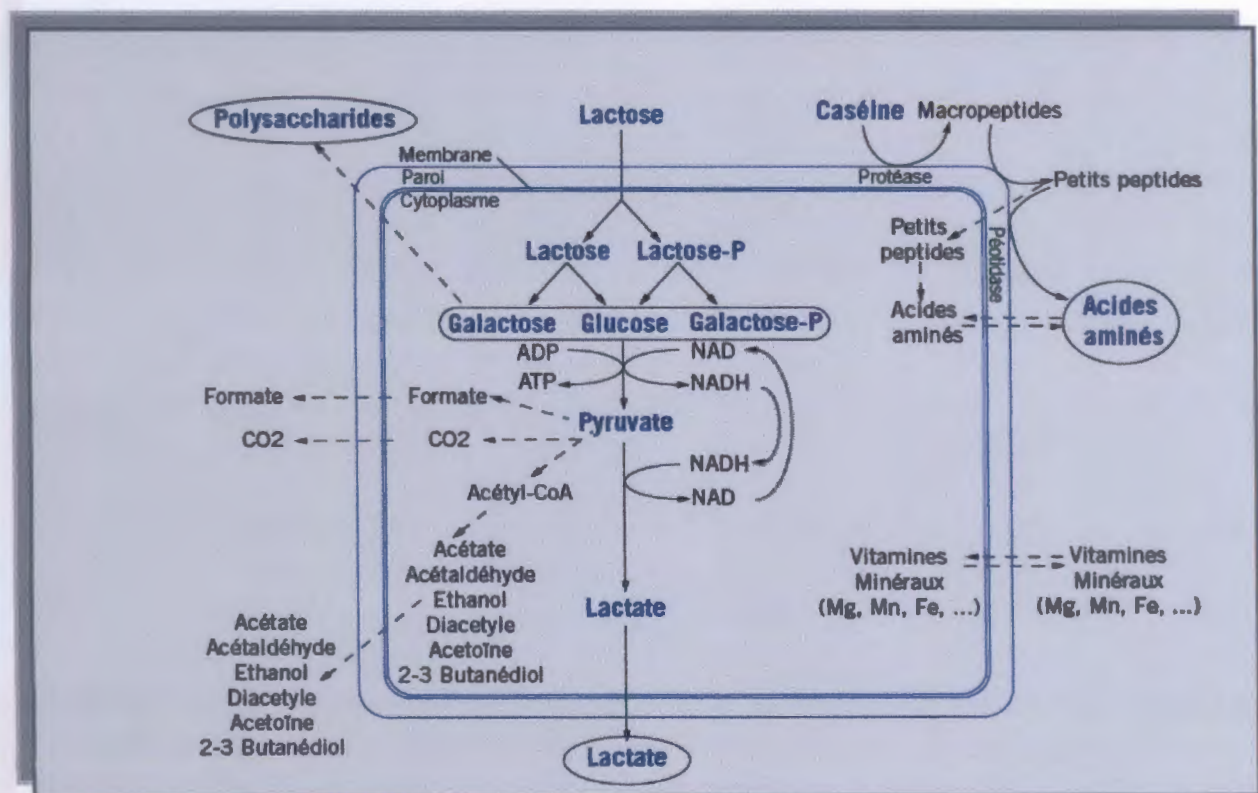 Polysaccharides
Lactose
Caséine Macropeptides
Membrane
Paroi
Cytoplasme
Protéase
Petits peptides
Peptidase
Petits
peptides
Lactose Lactose-P
Acides
aminés
Acides
aminés
Galactose Glucose Galactose-P
ADP NAD
ATP NADH
Formate Formate
Pyruvate
CO2 CO2
NADH
NAD
Acétyl-CoA
Acétate
Acétaldéhyde
Ethanol
Diacetyle
Acetoïne
2-3 Butanédiol
Acétate
Acétaldéhyde
Ethanol
Diacetyle
Acetoïne
2-3 Butanédiol
Lactate
Vitamines
Minéraux
(Mg, Mn, Fe, ...)
Vitamines
Minéraux
(Mg, Mn, Fe, ...)
Lactate